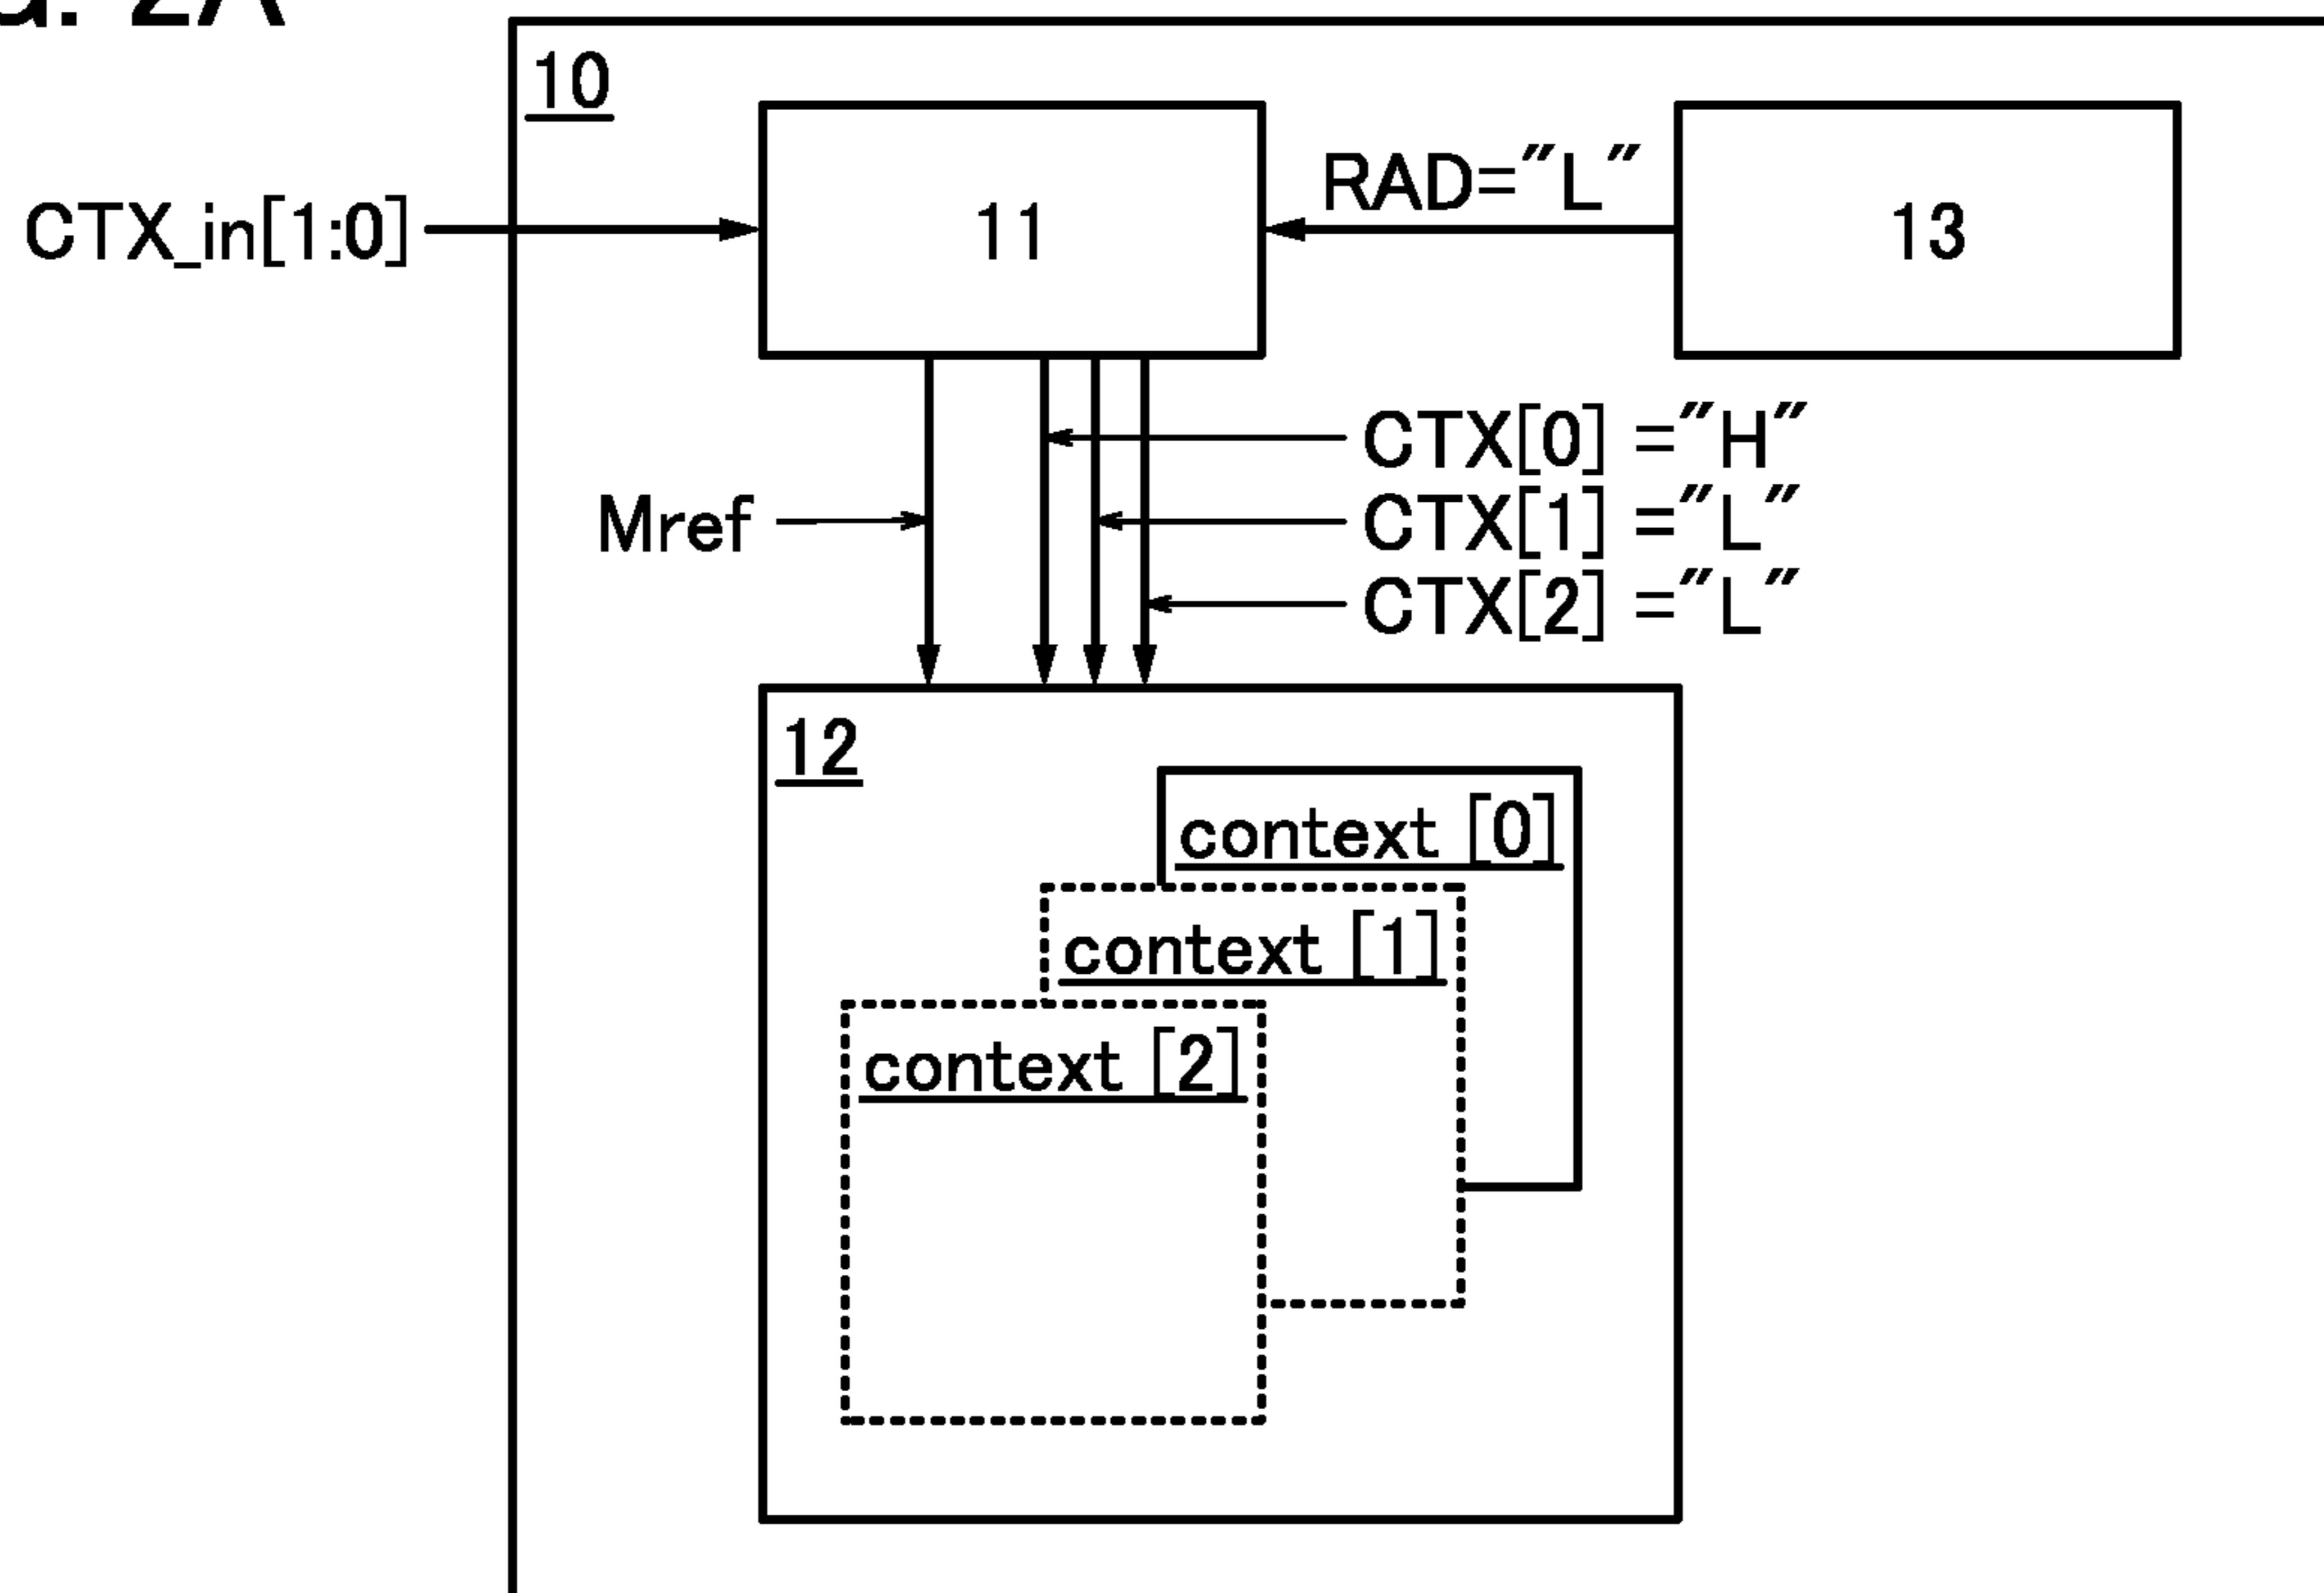 2A
10
CTX_in[1:0]
11
RAD="L"
13
CTX[0] ="H"
Mref
CTX[1] ="L"
CTX[2] ="L"
12
context [0]
context [1]
context [2]